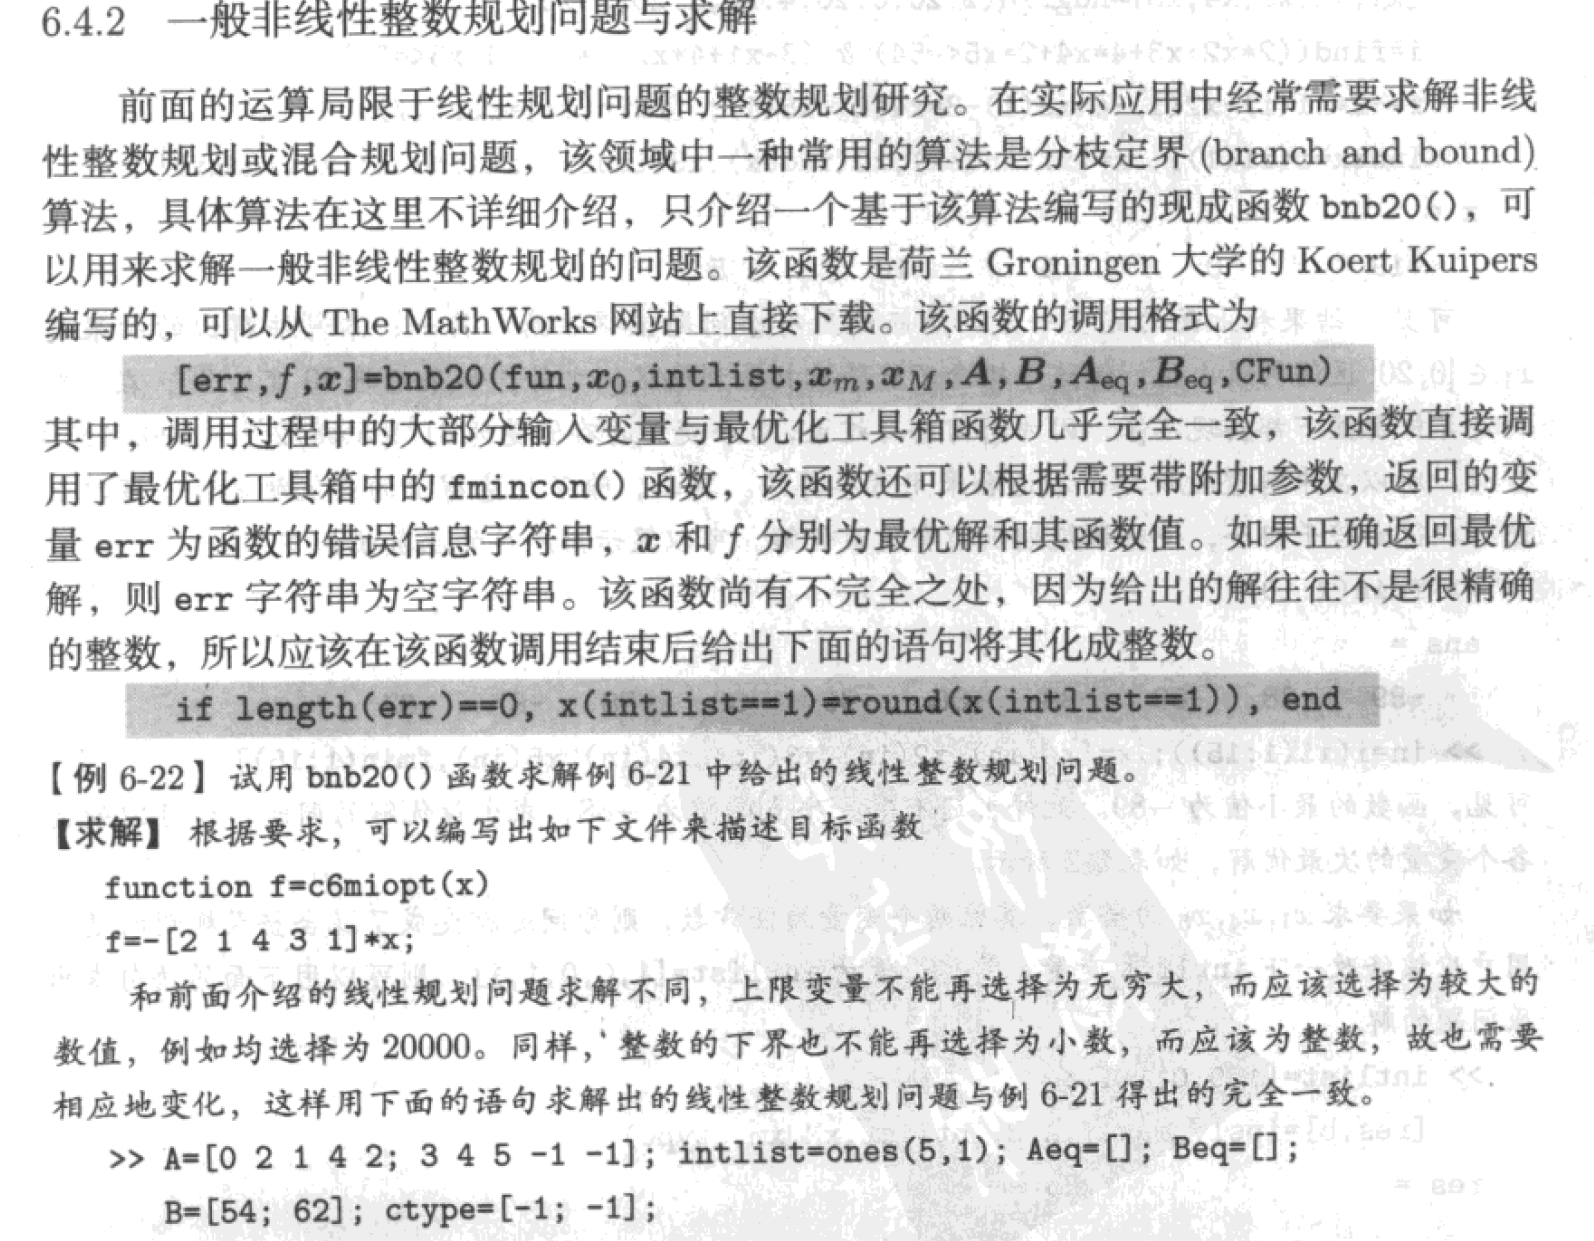 6.4.2 一般非线性整数规划问题与求解
前面的运算局限于线性规划问题的整数规划研究。在实际应用中经常需要求解非线
性整数规划或混合规划问题，该领域中一种常用的算法是分枝定界 (branch and bound)
算法，具体算法在这里不详细介绍，只介绍一个基于该算法编写的现成函数 bnb20()，可
以用来求解一般非线性整数规划的问题。该函数是荷兰 Groningen 大学的 Koert Kuipers
编写的，可以从 The MathWorks 网站上直接下载。该函数的调用格式为
[err,f,x]=bnb20(fun,x₀,intlist,xₘ,x_M,A,B,A_eq,B_eq,CFun)
其中，调用过程中的大部分输入变量与最优化工具箱函数几乎完全一致，该函数直接调
用了最优化工具箱中的 fmincon() 函数，该函数还可以根据需要带附加参数，返回的变
量 err 为函数的错误信息字符串，x 和 f 分别为最优解和其函数值。如果正确返回最优
解，则 err 字符串为空字符串。该函数尚有不完全之处，因为给出的解往往不是很精确
的整数，所以应该在该函数调用结束后给出下面的语句将其化成整数。
if length(err)==0, x(intlist==1)=round(x(intlist==1)), end
【例 6-22】试用 bnb20() 函数求解例 6-21 中给出的线性整数规划问题。
【求解】 根据要求，可以编写出如下文件来描述目标函数
function f=c6miopt(x)
f=-[2 1 4 3 1]*x;
和前面介绍的线性规划问题求解不同，上限变量不能再选择为无穷大，而应该选择为较大的
数值，例如均选择为 20000。同样，整数的下界也不能再选择为小数，而应该为整数，故也需要
相应地变化，这样用下面的语句求解出的线性整数规划问题与例 6-21 得出的完全一致。
>> A=[0 2 1 4 2; 3 4 5 -1 -1]; intlist=ones(5,1); Aeq=[]; Beq=[];
B=[54; 62]; ctype=[-1; -1];